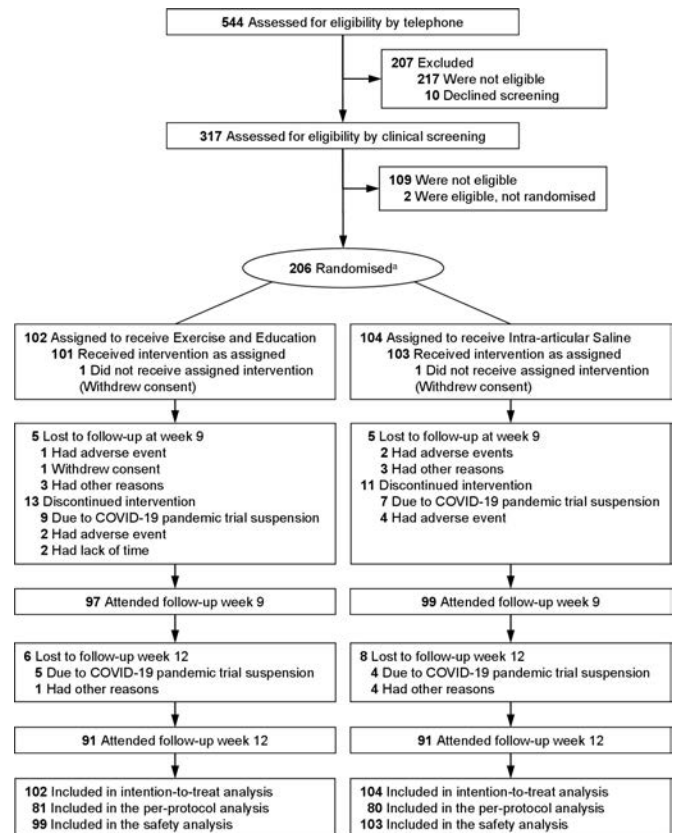 544 Assessed for eligibility by telephone
207 Excluded
217 Were not eligible
10 Declined screening
317 Assessed for eligibility by clinical screening
109 Were not eligible
2 Were eligible, not randomised
206 Randomisedᵃ
102 Assigned to receive Exercise and Education
101 Received intervention as assigned
1 Did not receive assigned intervention
(Withdrew consent)
104 Assigned to receive Intra-articular Saline
103 Received intervention as assigned
1 Did not receive assigned intervention
(Withdrew consent)
5 Lost to follow-up at week 9
1 Had adverse event
1 Withdrew consent
3 Had other reasons
13 Discontinued intervention
9 Due to COVID-19 pandemic trial suspension
2 Had adverse event
2 Had lack of time
5 Lost to follow-up at week 9
2 Had adverse events
3 Had other reasons
11 Discontinued intervention
7 Due to COVID-19 pandemic trial suspension
4 Had adverse event
97 Attended follow-up week 9
99 Attended follow-up week 9
6 Lost to follow-up week 12
5 Due to COVID-19 pandemic trial suspension
1 Had other reasons
8 Lost to follow-up week 12
4 Due to COVID-19 pandemic trial suspension
4 Had other reasons
91 Attended follow-up week 12
91 Attended follow-up week 12
102 Included in intention-to-treat analysis
81 Included in the per-protocol analysis
99 Included in the safety analysis
104 Included in intention-to-treat analysis
80 Included in the per-protocol analysis
103 Included in the safety analysis